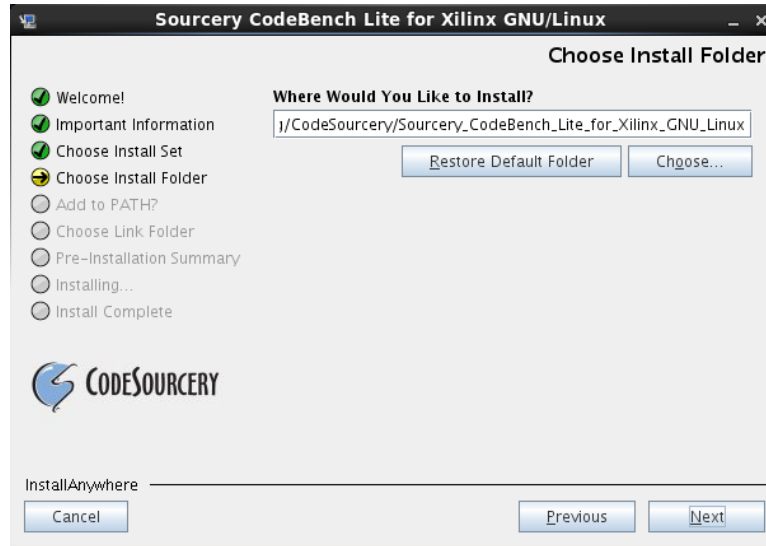 Sourcery CodeBench Lite for Xilinx GNU/Linux
Choose Install Folder
Welcome!
Important Information
Choose Install Set
Choose Install Folder
Add to PATH?
Choose Link Folder
Pre-Installation Summary
Installing...
Install Complete
Where Would You Like to Install?
/CodeSourcery/Sourcery_CodeBench_Lite_for_Xilinx_GNU_Linux
Restore Default Folder
Choose...
CODESOURCERY
InstallAnywhere
Cancel
Previous
Next